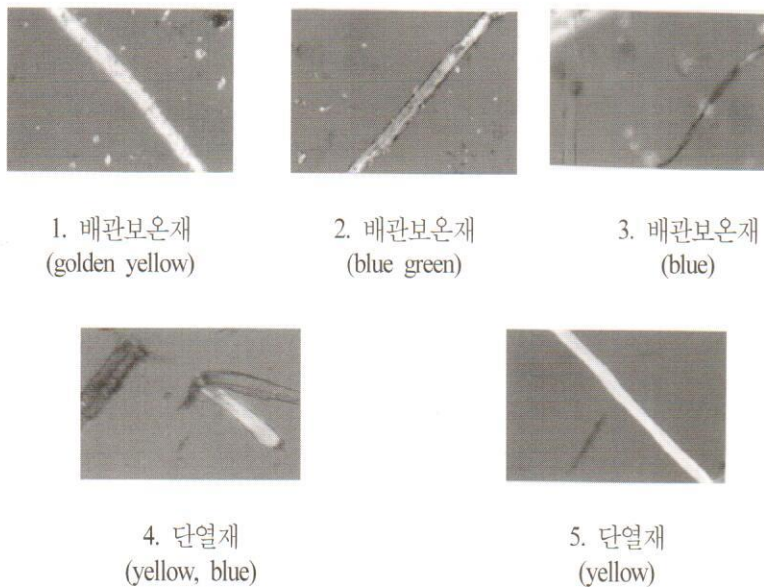 1. 배관보온재
(golden yellow)
2. 배관보온재
(blue green)
3. 배관보온재
(blue)
4. 단열재
(yellow, blue)
5. 단열재
(yellow)